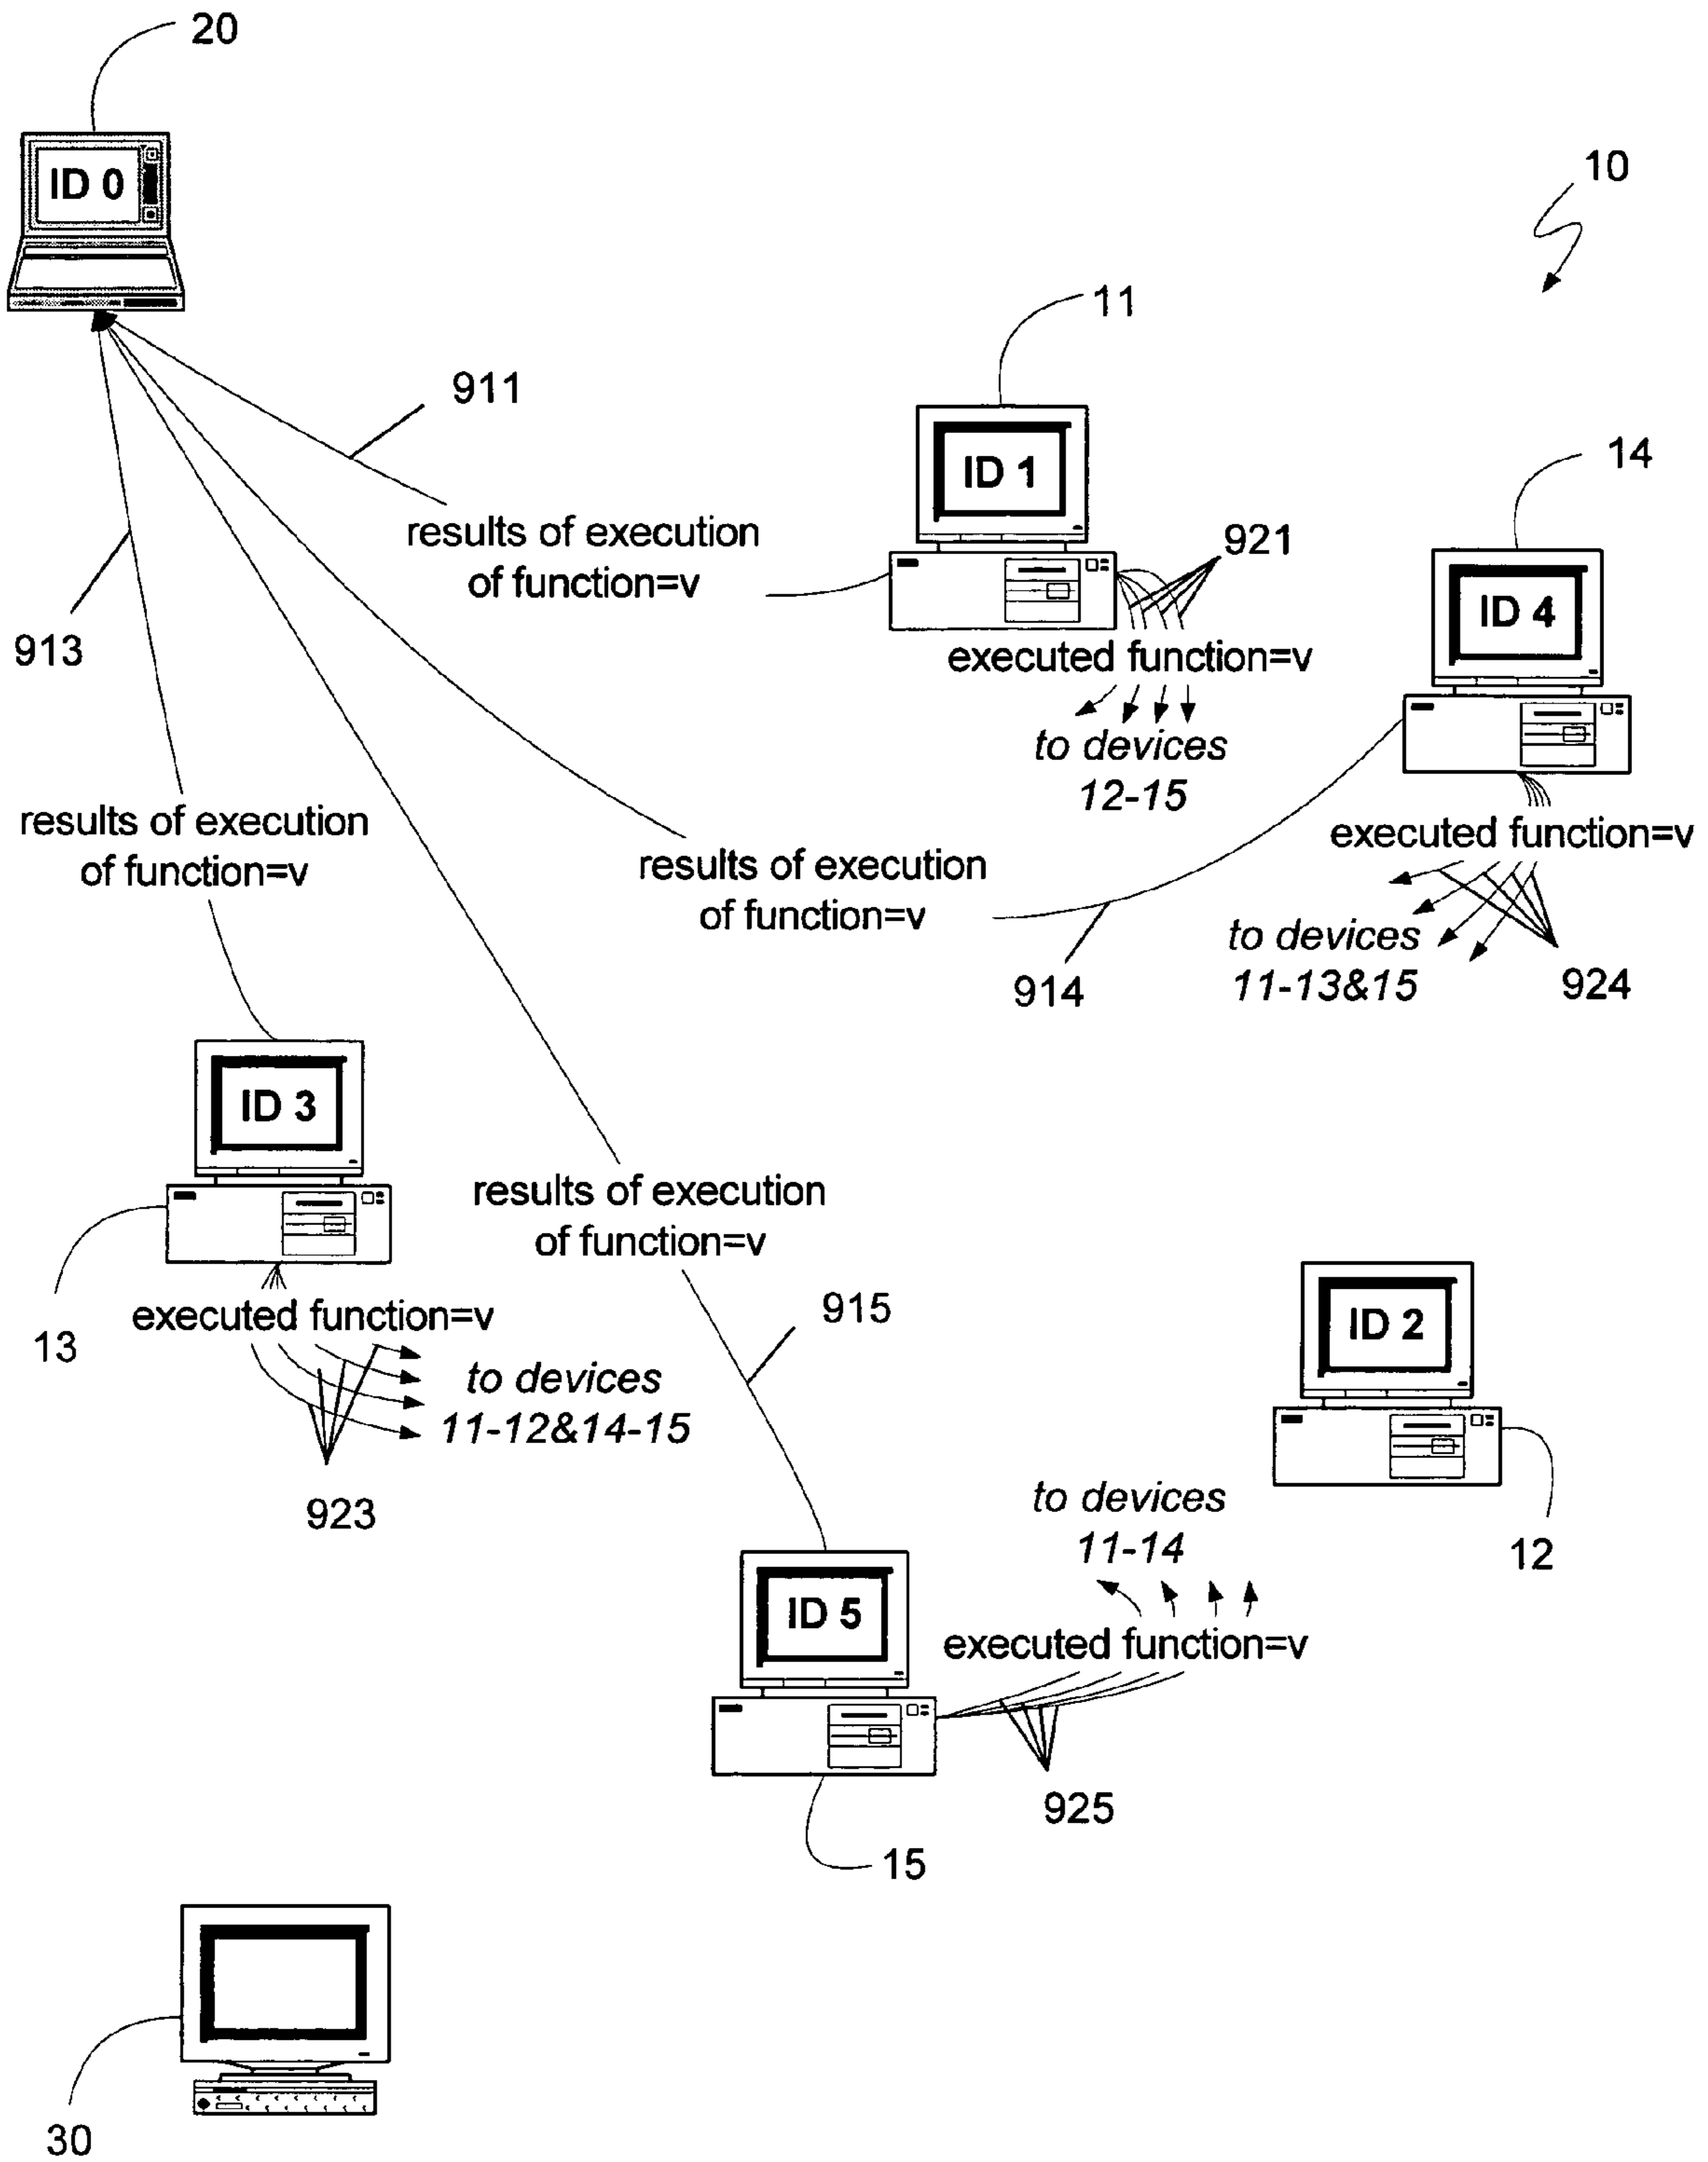 20
ID 0
10
11
911
ID 1
14
results of execution
of function=v
921
ID 4
913
executed function=v
to devices
12-15
results of execution
of function=v
executed function=v
results of execution
of function=v
to devices
11-13&15
914
924
ID 3
results of execution
of function=v
915
executed function=v
13
ID 2
to devices
11-12&14-15
923
to devices
11-14
12
ID 5
executed function=v
925
15
30